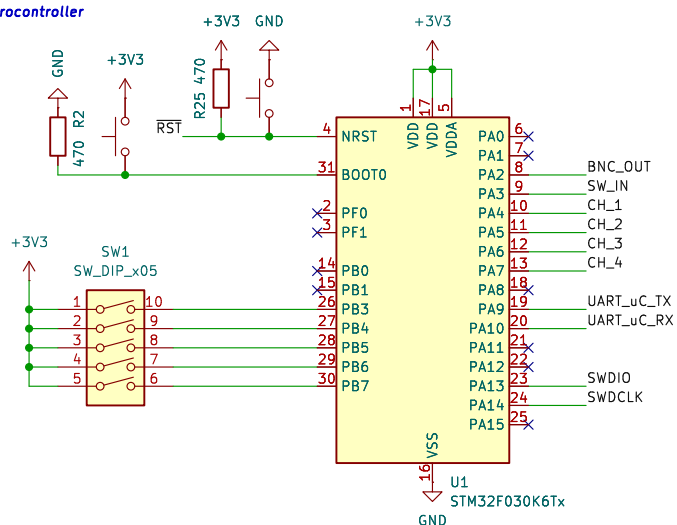 rocontroller
+3V3
GND
+3V3
GND
+3V3
R25 470
470 R2
RST
4 NRST
31 BOOT0
2 PF0
3 PF1
14 PB0
15 PB1
26 PB3
27 PB4
28 PB5
29 PB6
30 PB7
1 VDD
17 VDD
5 VDDA
PA0 6
PA1 7
PA2 8 BNC_OUT
PA3 9 SW_IN
PA4 10 CH_1
PA5 11 CH_2
PA6 12 CH_3
PA7 13 CH_4
PA8 18
PA9 19 UART_uC_TX
PA10 20 UART_uC_RX
PA11 21
PA12 22
PA13 23 SWDIO
PA14 24 SWDCLK
PA15 25
+3V3
SW1
SW_DIP_x05
1 10
2 9
3 8
4 7
5 6
16 VSS
U1
STM32F030K6Tx
GND